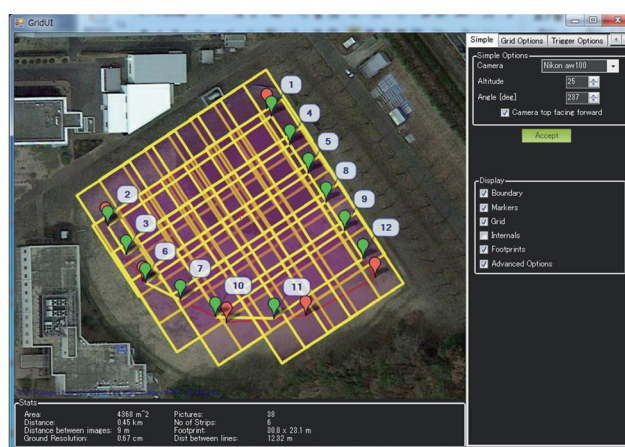 GridUI
Simple Grid Options Trigger Options
Simple Options
Camera Nikon aw100
Altitude 25
Angle [deg] 237
Camera top facing forward
Accept
Display
Boundary
Markers
Grid
Internals
Footprints
Advanced Options
1
4
5
8
9
12
2
3
6
7
10
11
Stats
Area: 4368 m^2 Pictures: 38
Distance: 0.45 km No of Strips: 6
Distance between images: 9 m Footprint: 30.8 x 23.1 m
Ground Resolution: 0.67 cm Dist between lines: 12.32 m